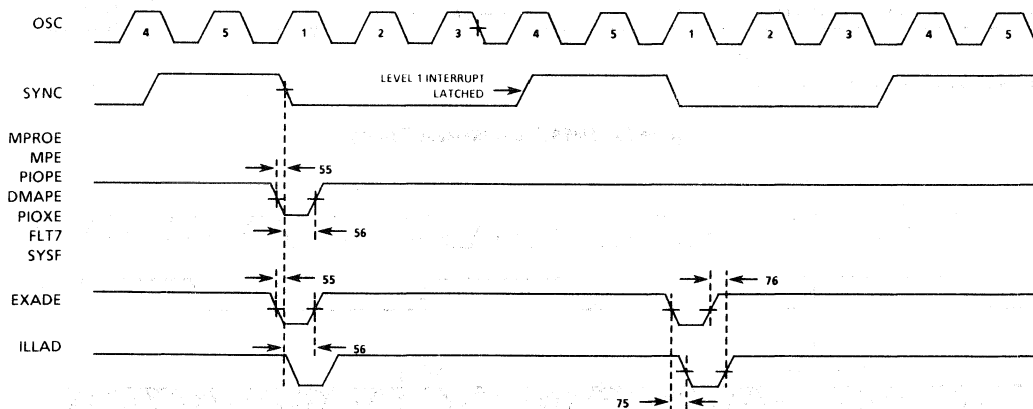 OSC
4 5 1 2 3 4 5 1 2 3 4 5
SYNC
LEVEL 1 INTERRUPT
LATCHED
MPROE
MPE
PIOPE
DMAPE
PIOXE
FLT7
SYSF
55
56
EXADE
55
76
ILLAD
56
75